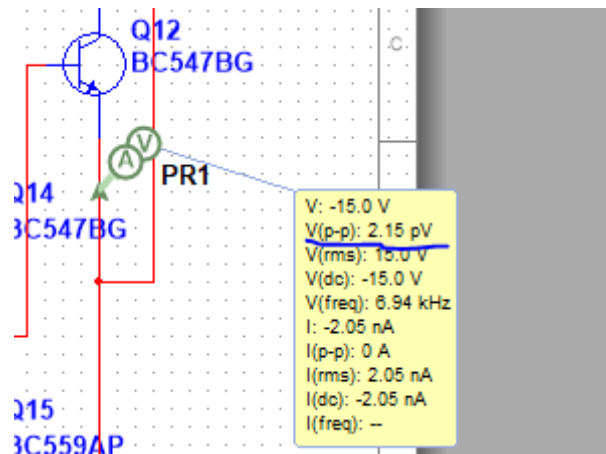 Q12
BC547BG
C
V
A
PR1
Q14
BC547BG
V: -15.0 V
V(p-p): 2.15 pV
V(rms): 15.0 V
V(dc): -15.0 V
V(freq): 6.94 kHz
I: -2.05 nA
I(p-p): 0 A
I(rms): 2.05 nA
I(dc): -2.05 nA
I(freq): --
Q15
BC559AP